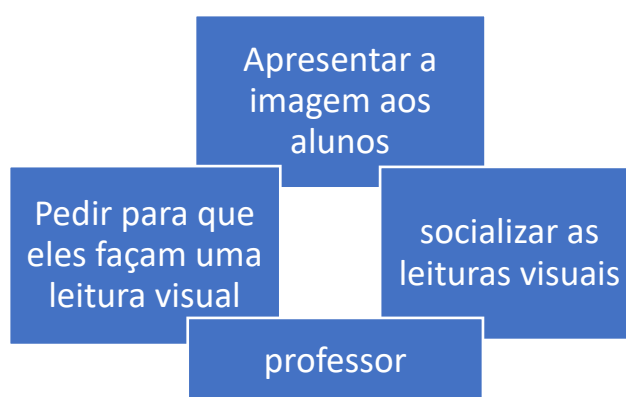 Apresentar a
imagem aos
alunos
Pedir para que
eles façam uma
leitura visual
socializar as
leituras visuais
professor